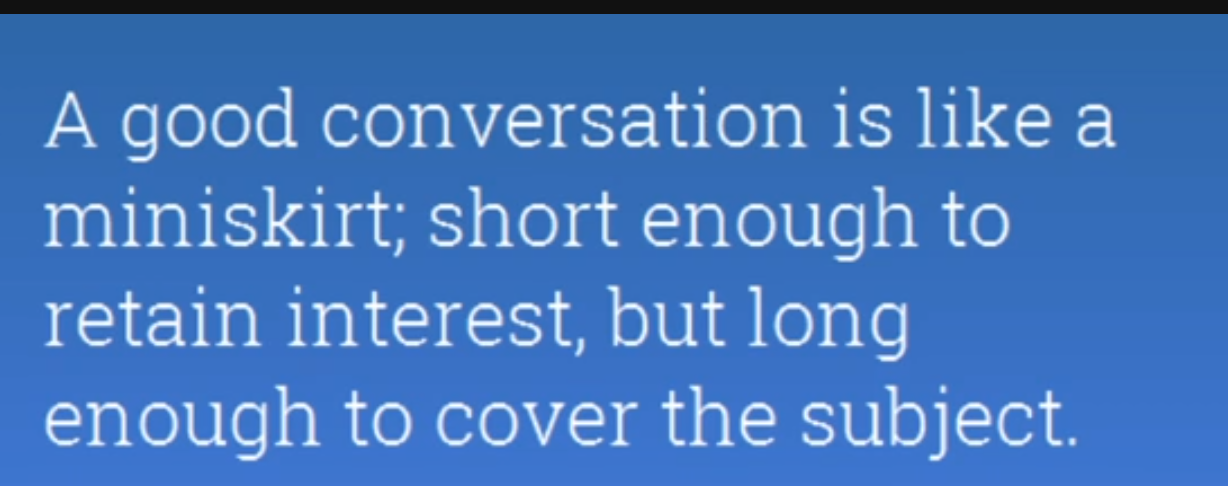 A good conversation is like a
miniskirt; short enough to
retain interest, but long
enough to cover the subject.